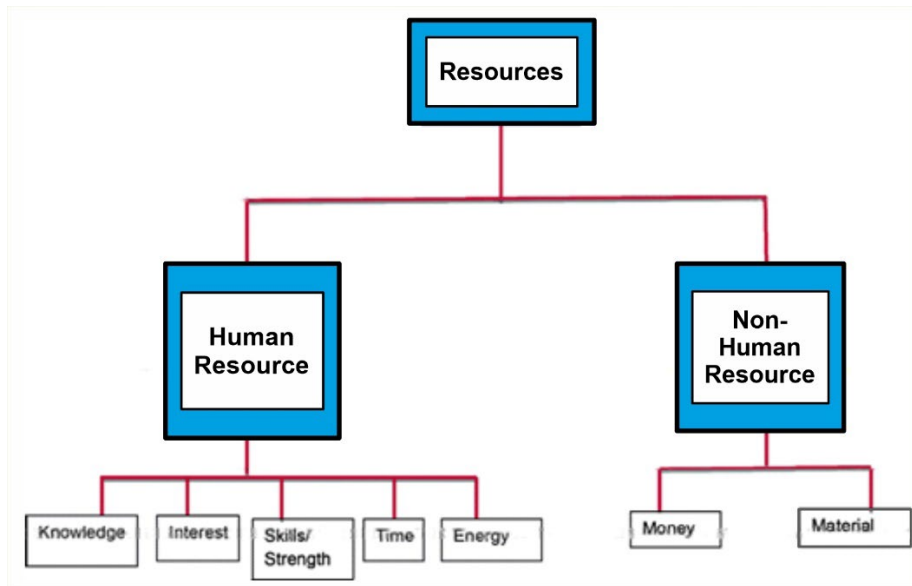 Resources
Human
Resource
Non-
Human
Resource
Knowledge
Interest
Skills/
Strength
Time
Energy
Money
Material